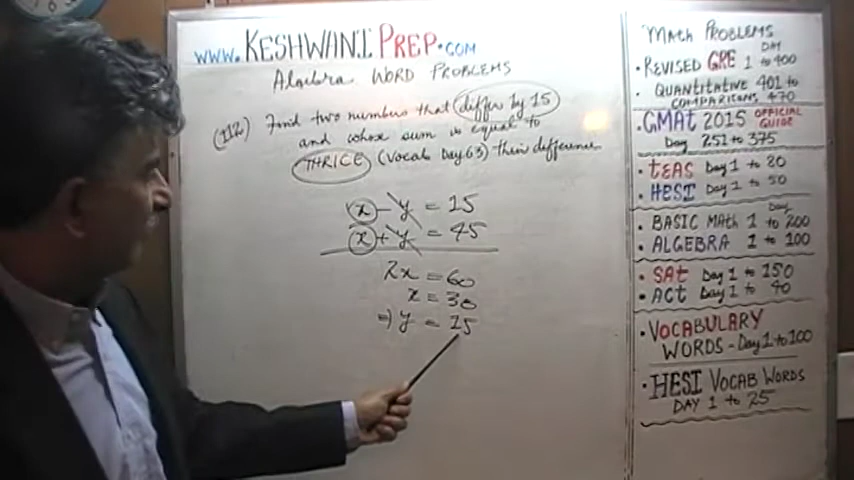 www.KESHWANIPREP.COM
Algebra WORD PROBLEMS
(112) Find two numbers that differ by 15
and whose sum is equal to
THRICE (Vocab Day 63) their difference
x - y = 15
x + y = 45
2x = 60
x = 30
⇒ y = 15
MATH PROBLEMS
• REVISED GRE DAY 1 to 400
• QUANTITATIVE 401 to
COMPARISONS 470
• GMAT 2015 OFFICIAL GUIDE
Day 251 to 375
• TEAS Day 1 to 80
• HESI Day 1 to 50
Day
• BASIC MATH 1 to 200
• ALGEBRA 1 to 100
• SAT Day 1 to 150
• ACT Day 1 to 40
• VOCABULARY
WORDS - Day 1 to 100
• HESI VOCAB WORDS
DAY 1 to 25